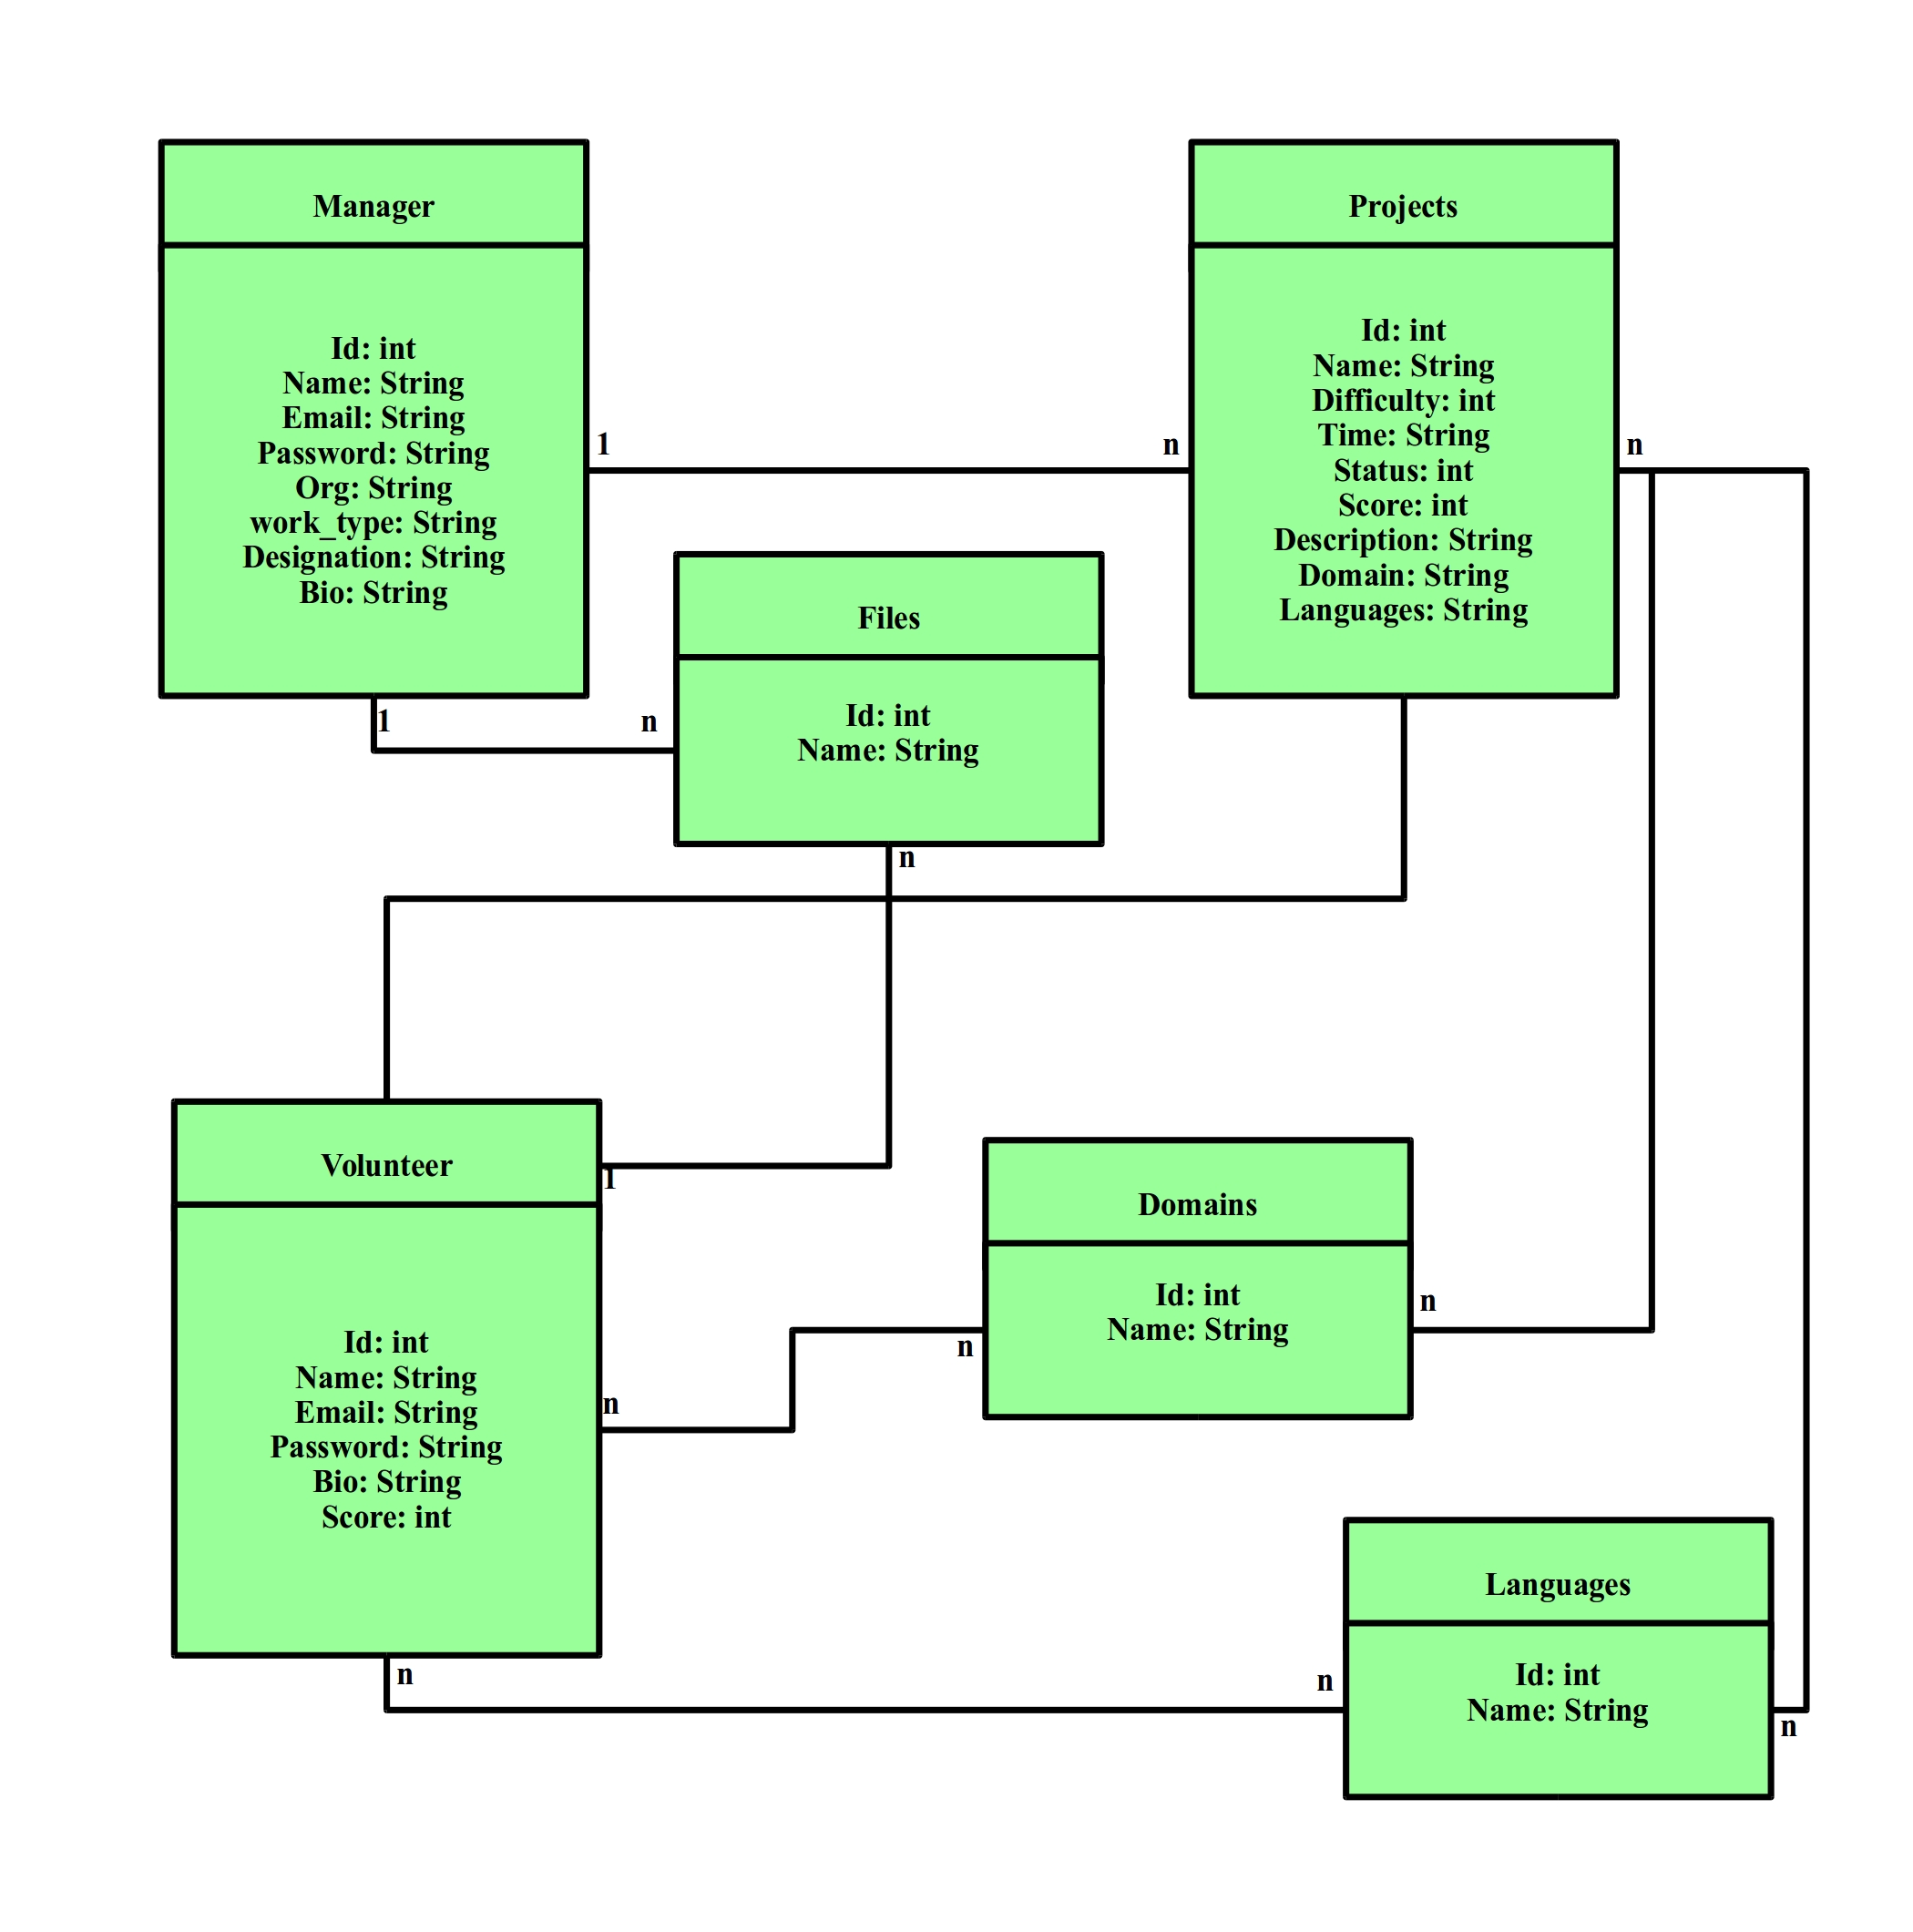 Manager
Id: int
Name: String
Email: String
Password: String
Org: String
work_type: String
Designation: String
Bio: String
1
1
Projects
Id: int
Name: String
Difficulty: int
Time: String
Status: int
Score: int
Description: String
Domain: String
Languages: String
n
n
Files
Id: int
Name: String
n
n
Volunteer
Id: int
Name: String
Email: String
Password: String
Bio: String
Score: int
1
n
n
Domains
Id: int
Name: String
n
n
Languages
Id: int
Name: String
n
n